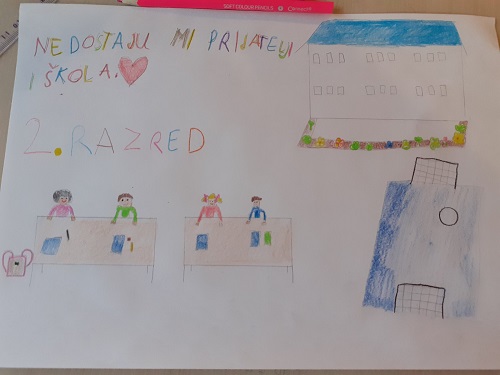 NEDOSTAJU MI PRIJATELJI
I ŠKOLA.
2. RAZRED